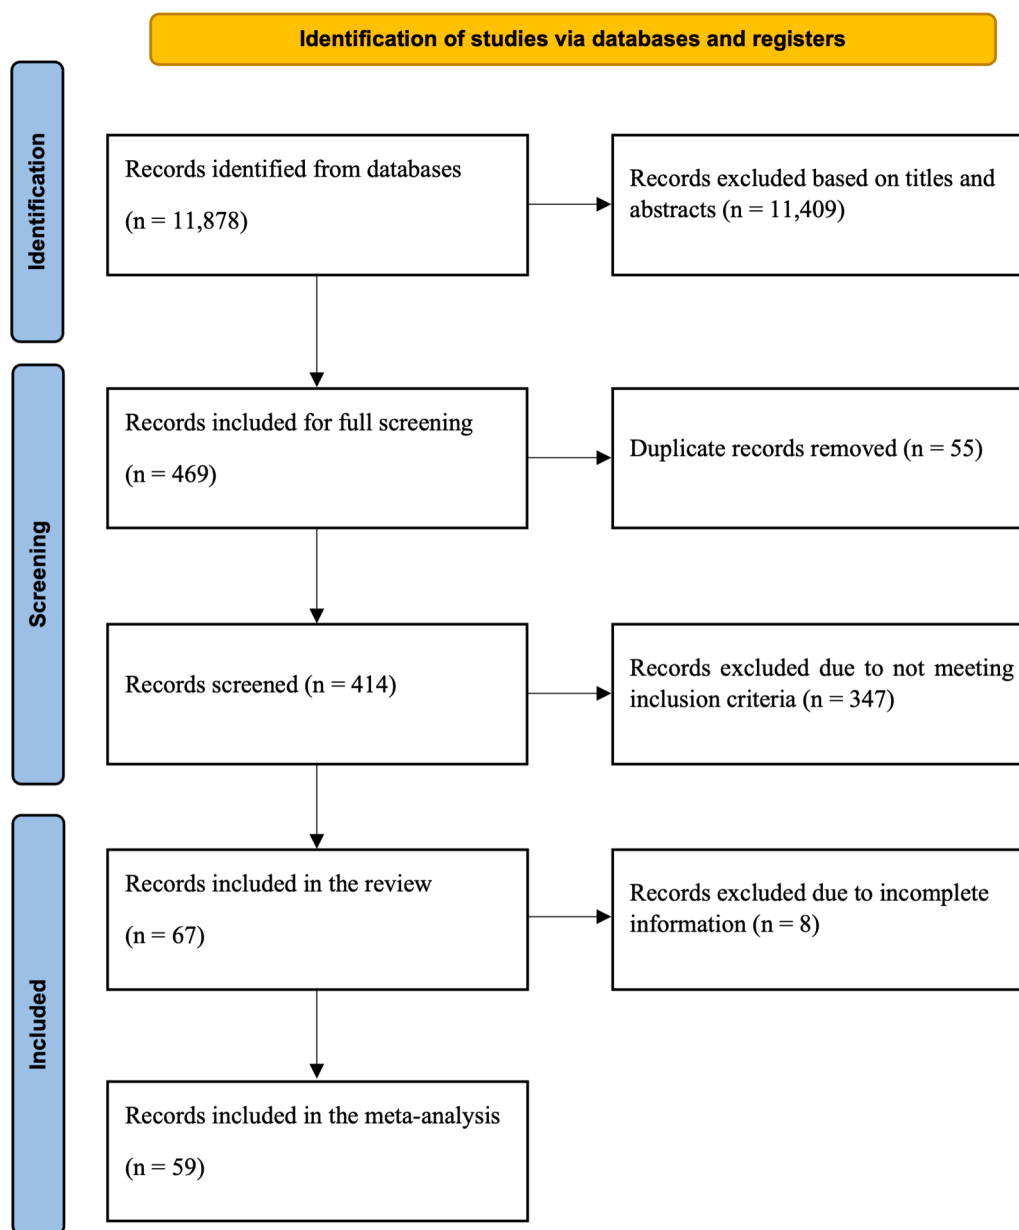 Identification of studies via databases and registers
Identification
Records identified from databases
(n = 11,878)
Records excluded based on titles and
abstracts (n = 11,409)
Screening
Records included for full screening
(n = 469)
Duplicate records removed (n = 55)
Records screened (n = 414)
Records excluded due to not meeting
inclusion criteria (n = 347)
Included
Records included in the review
(n = 67)
Records excluded due to incomplete
information (n = 8)
Records included in the meta-analysis
(n = 59)